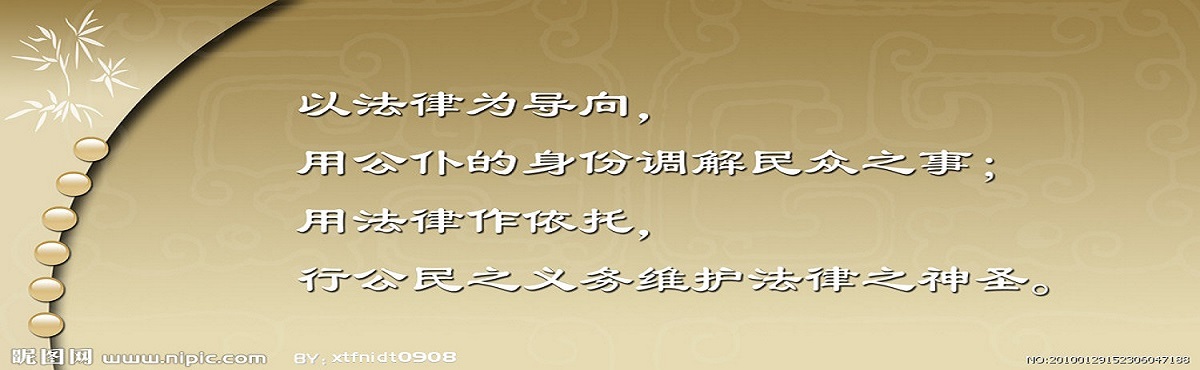 以法律为导向，
用公仆的身份调解民众之事；
用法律作依托，
行公民之义务维护法律之神圣。
昵图网 www.nipic.com BY: xtfnidt0908
NO:20100129152306047188